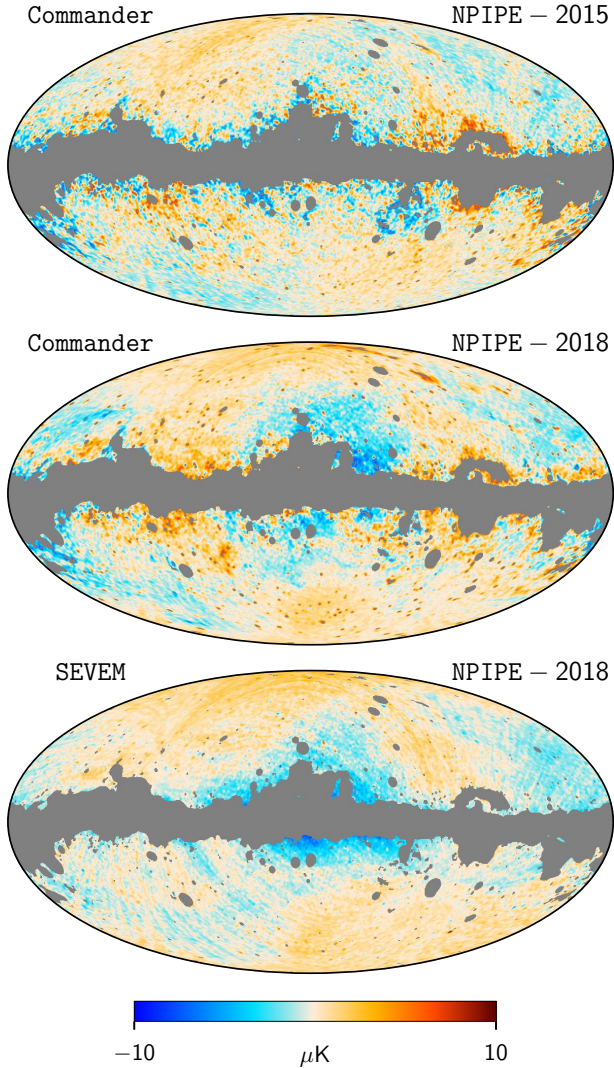 Commander NPIPE − 2015
Commander NPIPE − 2018
SEVEM NPIPE − 2018
−10 μK 10